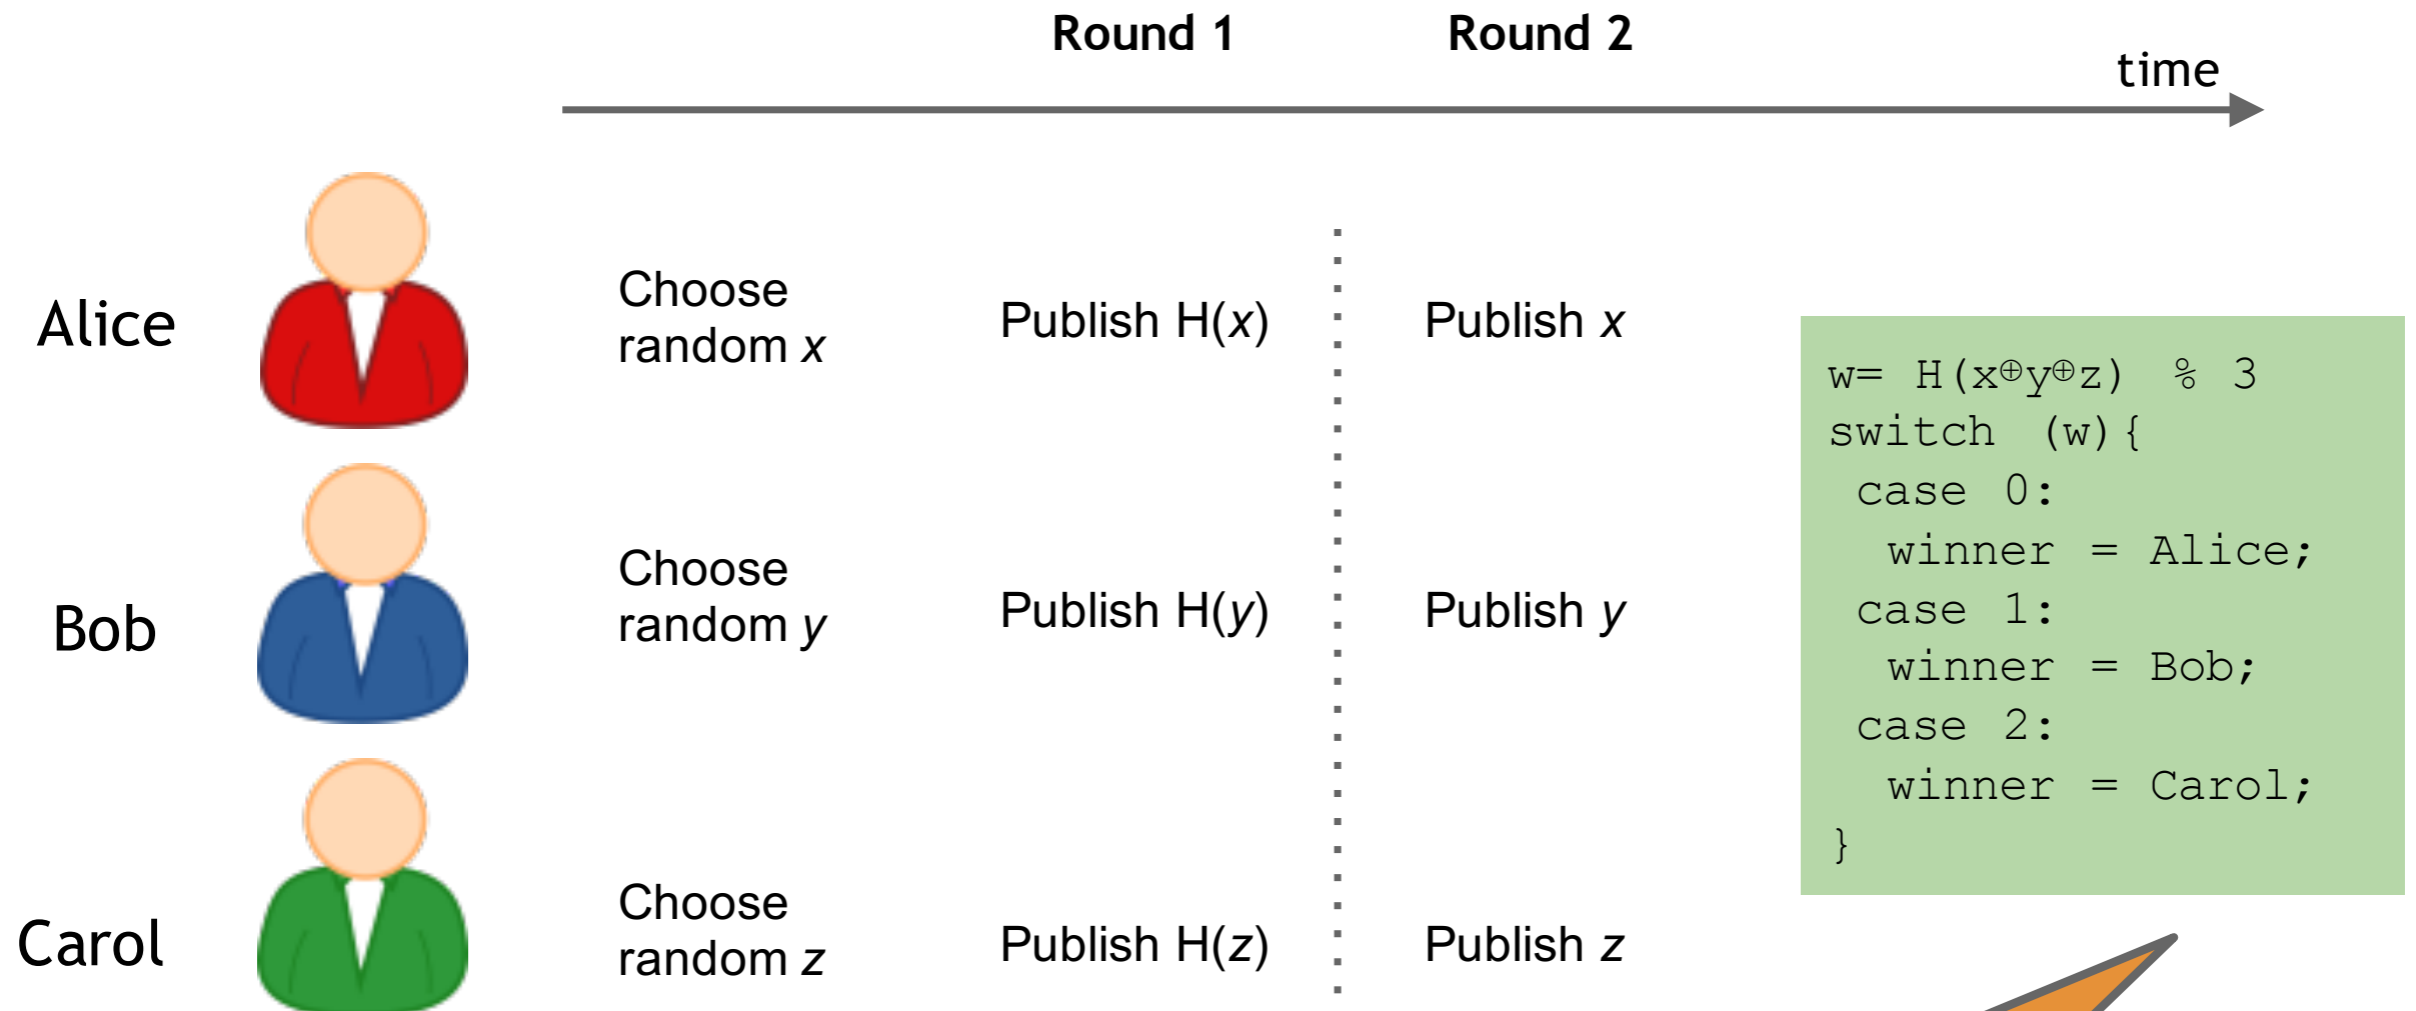 Round 1
Round 2
time
Alice
Choose
random x
Publish H(x)
Publish x
Bob
Choose
random y
Publish H(y)
Publish y
Carol
Choose
random z
Publish H(z)
Publish z
w= H(x⊕y⊕z) % 3
switch (w){
case 0:
winner = Alice;
case 1:
winner = Bob;
case 2:
winner = Carol;
}